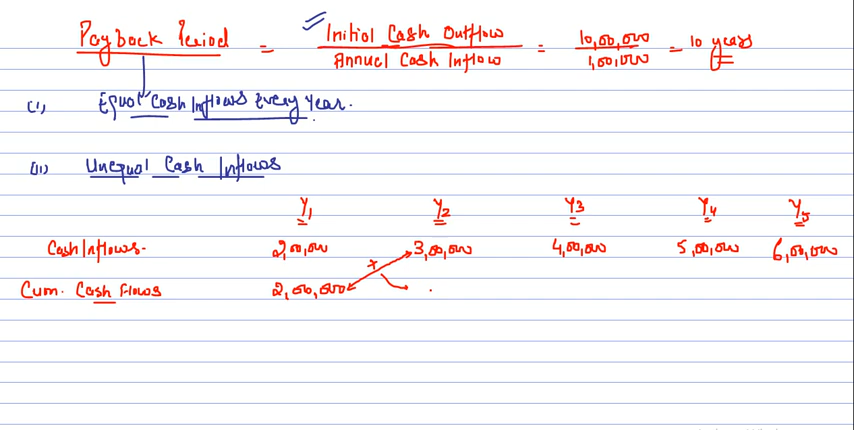 Payback Period = Initial Cash Outflow / Annual Cash Inflow = 10,00,000 / 1,00,000 = 10 years
(i) Equal Cash Inflows Every Year.
(ii) Unequal Cash Inflows
Y1 Y2 Y3 Y4 Y5
Cash Inflows- 2,00,000 3,00,000 4,00,000 5,00,000 6,00,000
+
Cum. Cash Flows 2,00,000